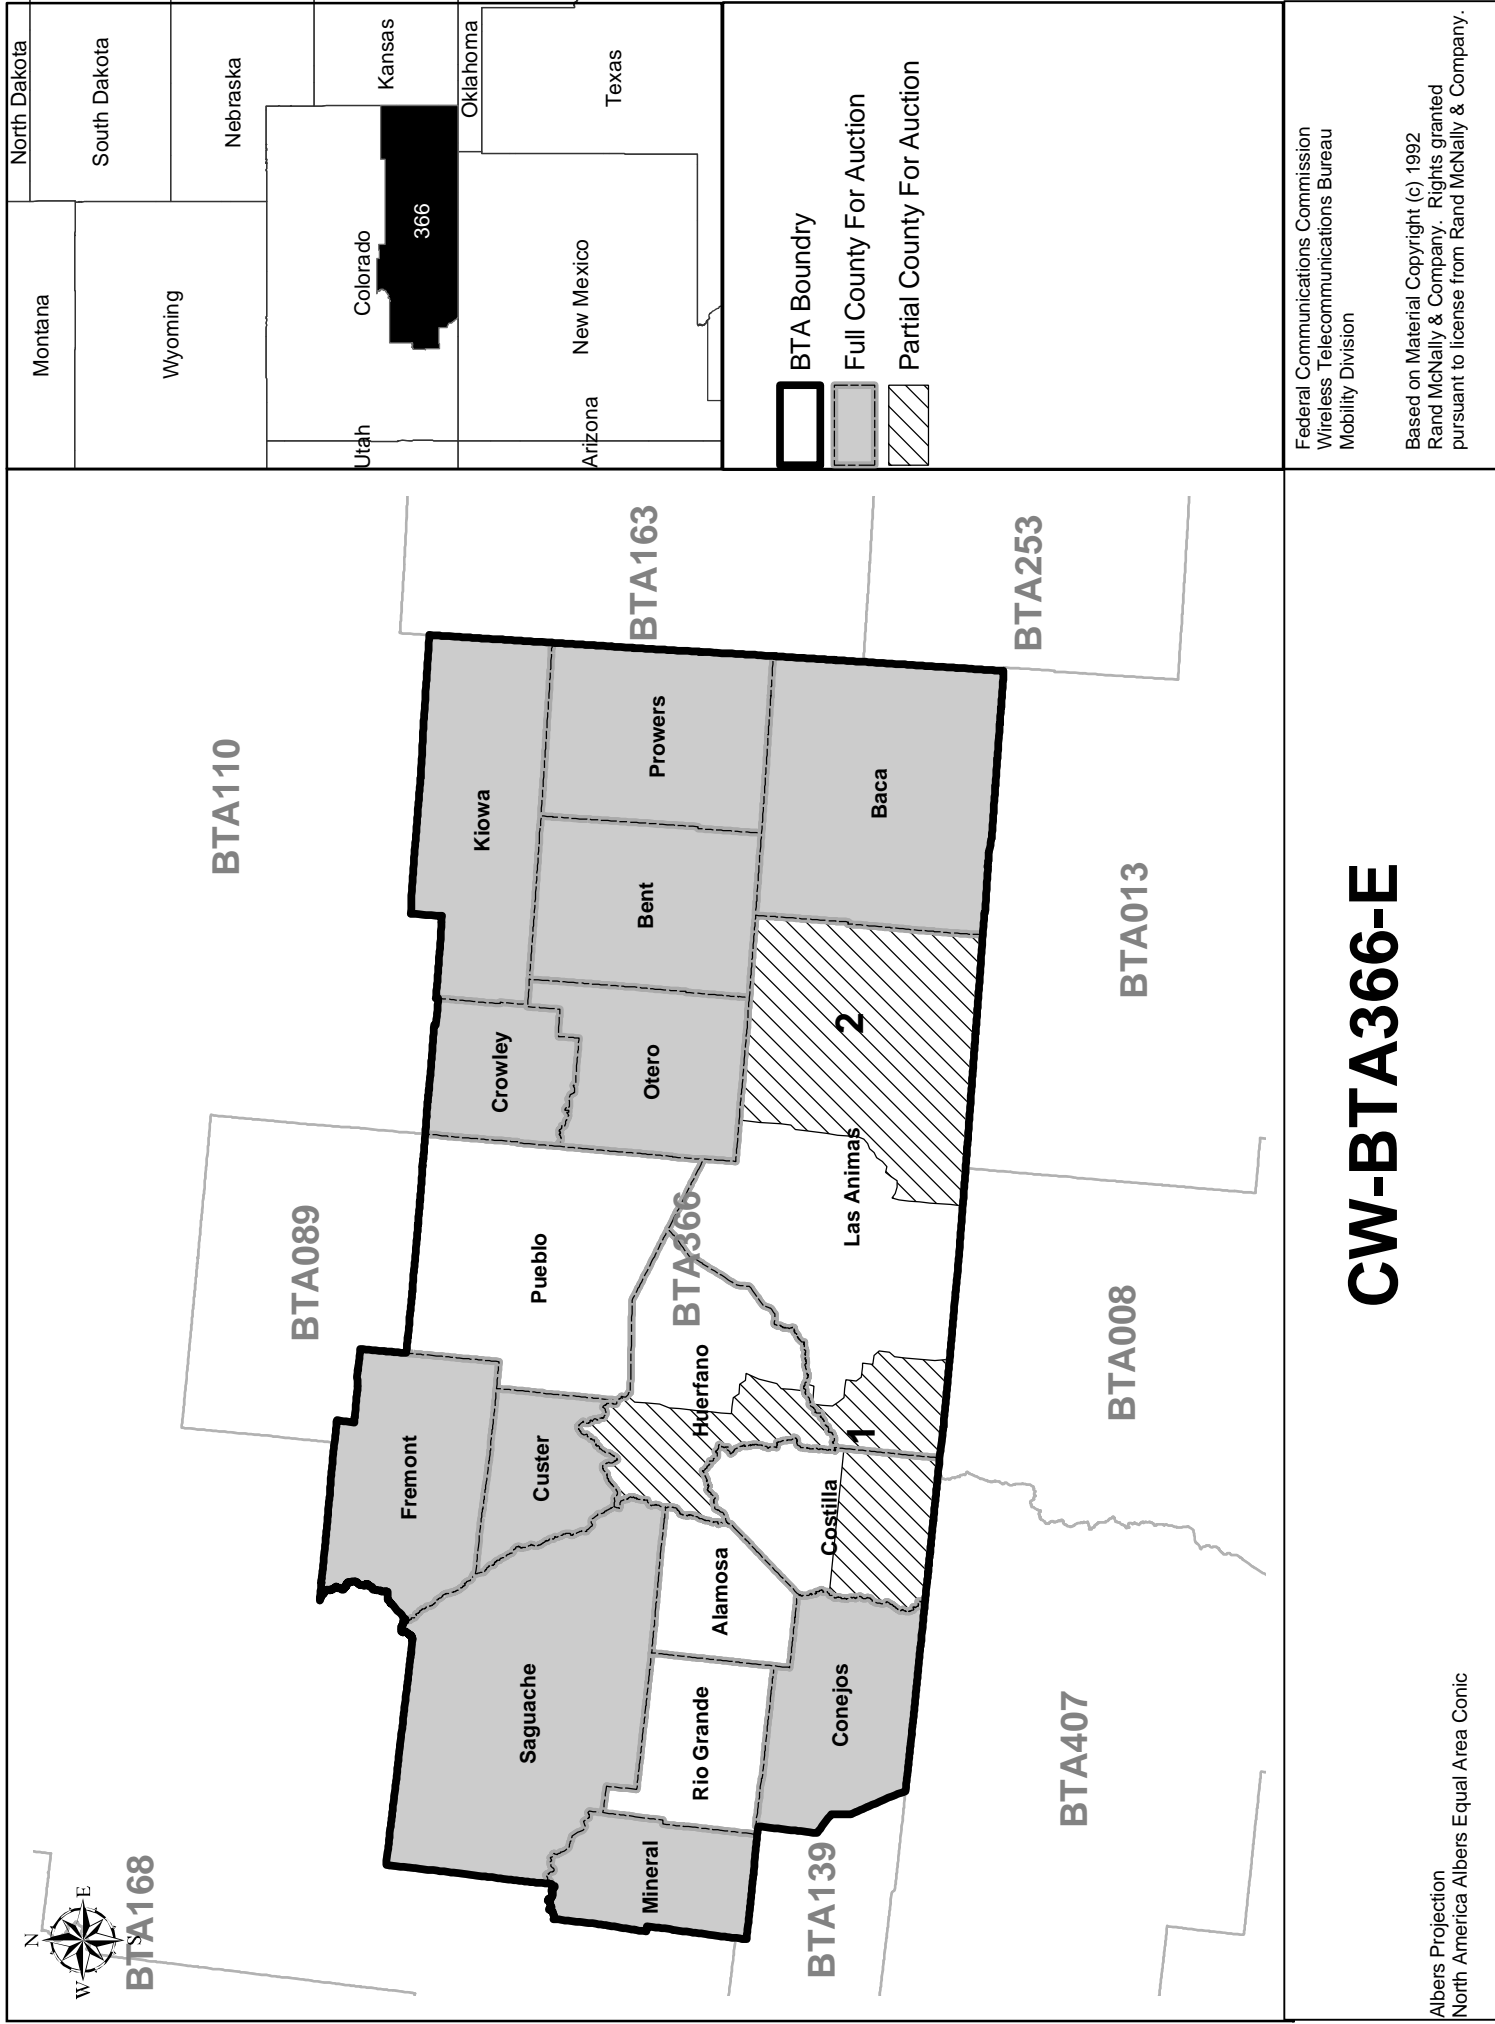 N
W
E
S
BTA168
BTA089
BTA110
BTA163
BTA253
BTA013
BTA008
BTA407
BTA139
BTA366
Kiowa
Prowers
Baca
Bent
Crowley
Otero
2
Las Animas
Pueblo
Huerfano
1
Fremont
Custer
Costilla
Alamosa
Saguache
Rio Grande
Conejos
Mineral
North Dakota
South Dakota
Montana
Wyoming
Nebraska
Kansas
Colorado
366
Utah
Oklahoma
Texas
New Mexico
Arizona
BTA Boundry
Full County For Auction
Partial County For Auction
Albers Projection
North America Albers Equal Area Conic
CW-BTA366-E
Federal Communications Commission
Wireless Telecommunications Bureau
Mobility Division
Based on Material Copyright (c) 1992
Rand McNally & Company. Rights granted
pursuant to license from Rand McNally & Company.